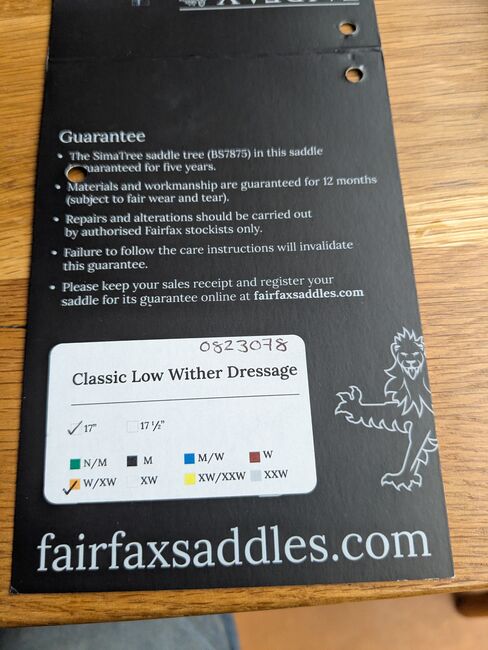 Guarantee
• The SimaTree saddle tree (BS7875) in this saddle
guaranteed for five years.
• Materials and workmanship are guaranteed for 12 months
(subject to fair wear and tear).
• Repairs and alterations should be carried out
by authorised Fairfax stockists only.
• Failure to follow the care instructions will invalidate
this guarantee.
• Please keep your sales receipt and register your
saddle for its guarantee online at fairfaxsaddles.com
0823078
Classic Low Wither Dressage
✓ 17" 17 ½"
N/M M M/W W
✓ W/XW XW XW/XXW XXW
fairfaxsaddles.com